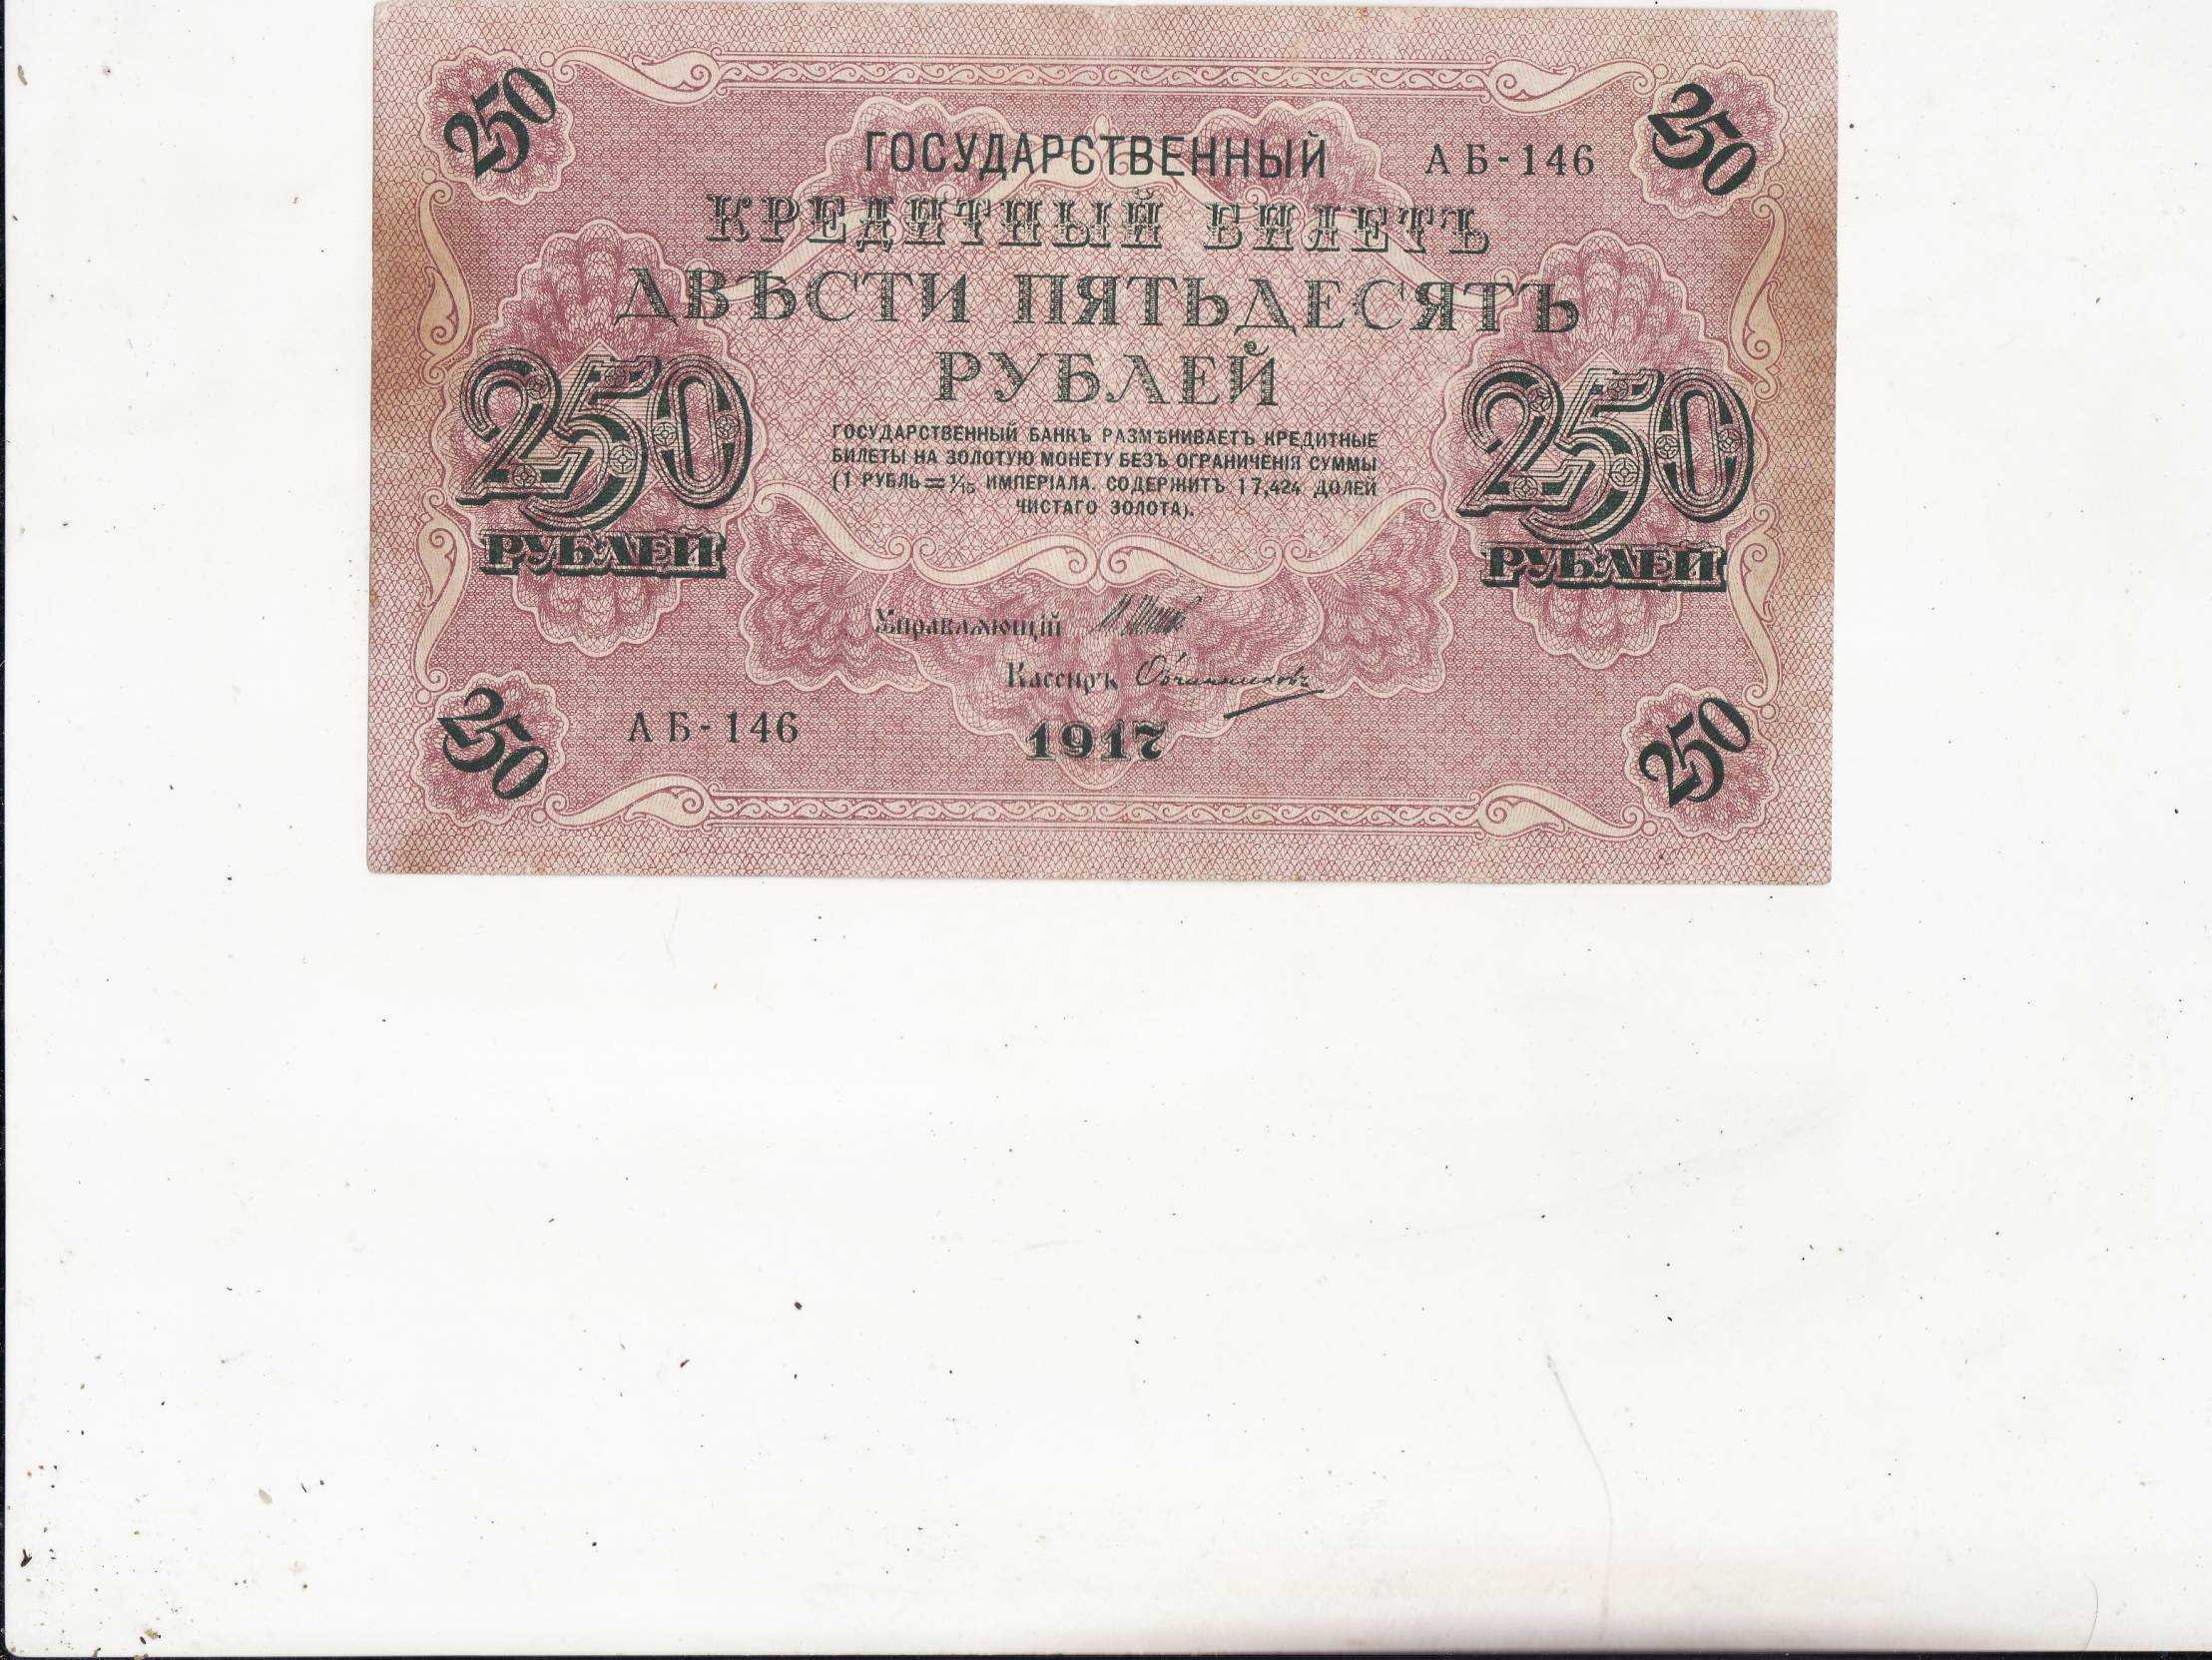 250
250
ГОСУДАРСТВЕННЫЙ
АБ-146
КРЕДИТНЫЙ БИЛЕТЪ
ДВѢСТИ ПЯТЬДЕСЯТЪ
РУБЛЕЙ
250
РУБЛЕЙ
250
РУБЛЕЙ
ГОСУДАРСТВЕННЫЙ БАНКЪ РАЗМѢНИВАЕТЪ КРЕДИТНЫЕ
БИЛЕТЫ НА ЗОЛОТУЮ МОНЕТУ БЕЗЪ ОГРАНИЧЕНІЯ СУММЫ
(1 РУБЛЬ = 1/15 ИМПЕРІАЛА, СОДЕРЖИТЪ 17,424 ДОЛЕЙ
ЧИСТАГО ЗОЛОТА).
Управляющій
Кассиръ Овчинниковъ
АБ-146
1917
250
250